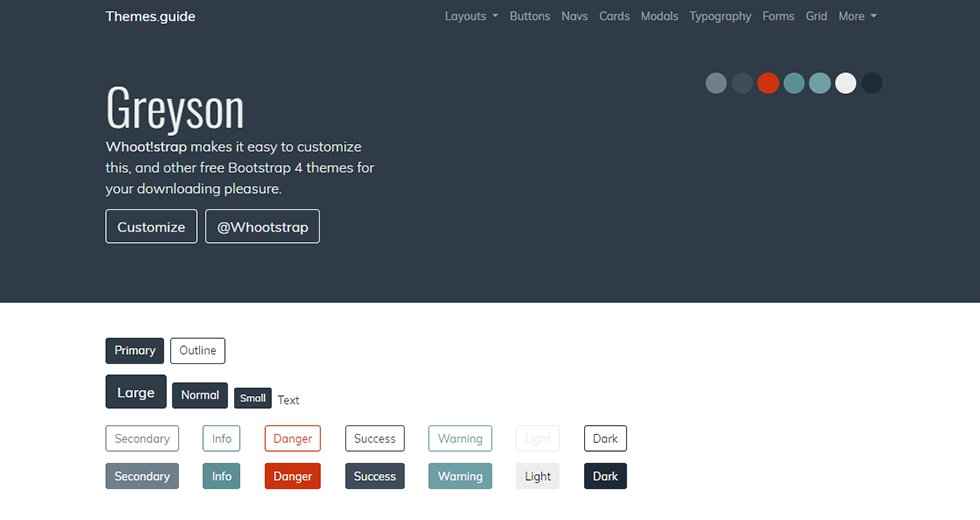 Themes.guide Layouts Buttons Navs Cards Modals Typography Forms Grid More
Greyson
Whoot!strap makes it easy to customize
this, and other free Bootstrap 4 themes for
your downloading pleasure.
Customize @Whootstrap
Primary Outline
Large Normal Small Text
Secondary Info Danger Success Warning Light Dark
Secondary Info Danger Success Warning Light Dark